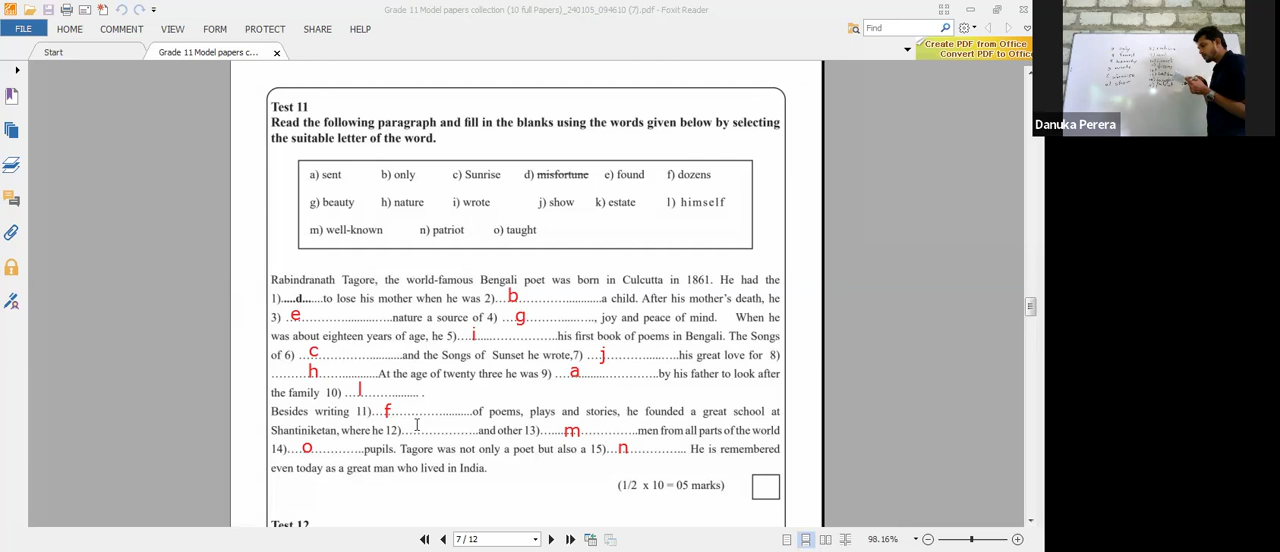 Grade 11 Model papers collection (10 full Papers)_240105_094610 (7).pdf - Foxit Reader
FILE HOME COMMENT VIEW FORM PROTECT SHARE HELP Find
Start Grade 11 Model papers c... Create PDF from Office
Convert PDF to Office
Danuka Perera
Test 11
Read the following paragraph and fill in the blanks using the words given below by selecting
the suitable letter of the word.
a) sent b) only c) Sunrise d) misfortune e) found f) dozens
g) beauty h) nature i) wrote j) show k) estate l) himself
m) well-known n) patriot o) taught
Rabindranath Tagore, the world-famous Bengali poet was born in Culcutta in 1861. He had the
1).....d.......to lose his mother when he was 2)...b......................a child. After his mother's death, he
3) e.......................nature a source of 4) ...g................, joy and peace of mind. When he
was about eighteen years of age, he 5)....i........................his first book of poems in Bengali. The Songs
of 6) c.........................and the Songs of Sunset he wrote,7) ...j..................his great love for 8)
.........h................At the age of twenty three he was 9) ....a.......................by his father to look after
the family 10) ...l................ .
Besides writing 11)...f.......................of poems, plays and stories, he founded a great school at
Shantiniketan, where he 12)......................and other 13).....m...................men from all parts of the world
14)....o................pupils. Tagore was not only a poet but also a 15)...n.................. He is remembered
even today as a great man who lived in India.
(1/2 x 10 = 05 marks)
Test 12
7 / 12 98.16%